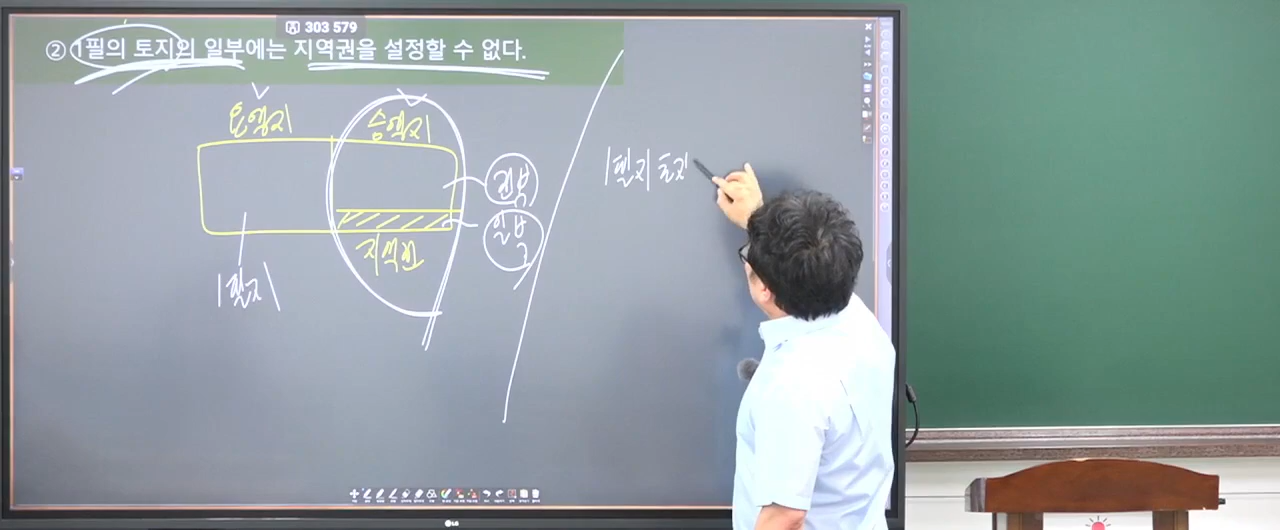 303 579
② 1필의 토지의 일부에는 지역권을 설정할 수 없다.
요역지
승역지
전부
일부
지역권
1필지
1필지 토지
LG